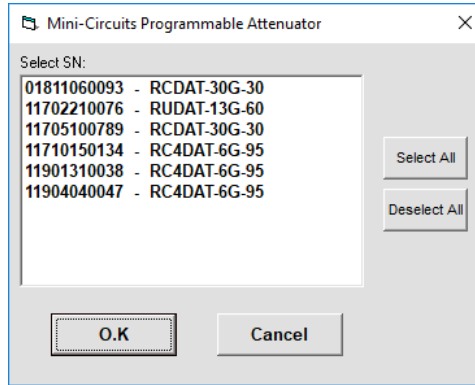 Mini-Circuits Programmable Attenuator
Select SN:
01811060093 - RCDAT-30G-30
11702210076 - RUDAT-13G-60
11705100789 - RCDAT-30G-30
11710150134 - RC4DAT-6G-95
11901310038 - RC4DAT-6G-95
11904040047 - RC4DAT-6G-95
Select All
Deselect All
O.K
Cancel